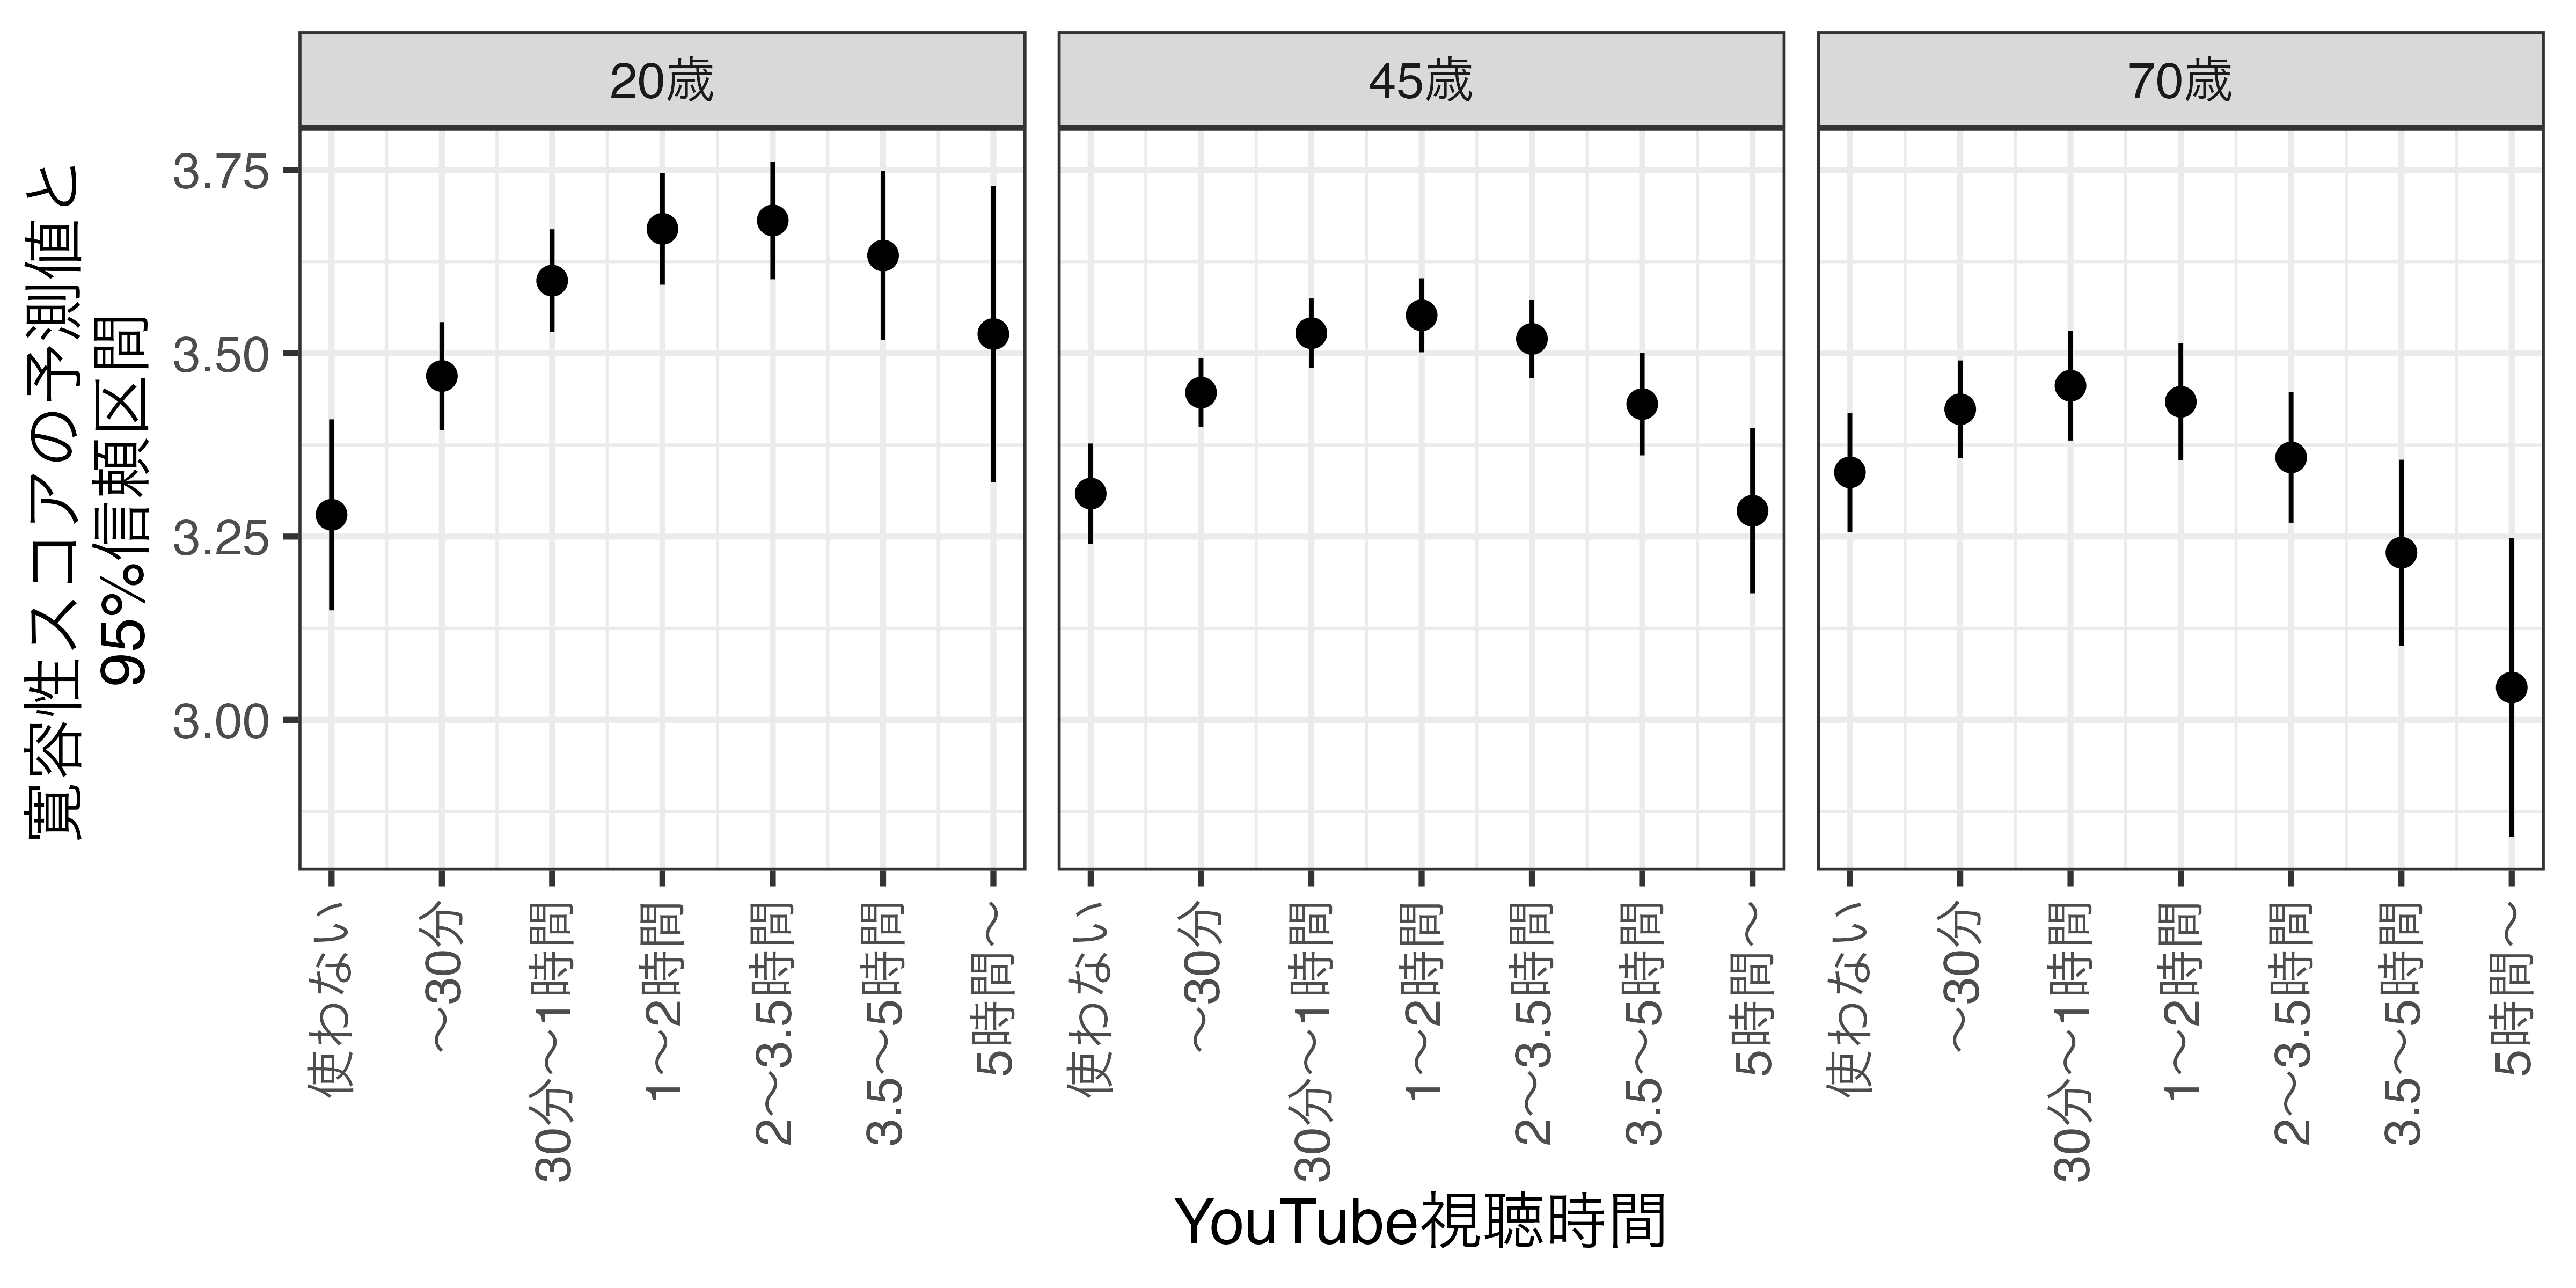 20歳
45歳
70歳
寛容性スコアの予測値と
95%信頼区間
3.75
3.50
3.25
3.00
使わない
〜30分
30分〜1時間
1〜2時間
2〜3.5時間
3.5〜5時間
5時間〜
使わない
〜30分
30分〜1時間
1〜2時間
2〜3.5時間
3.5〜5時間
5時間〜
使わない
〜30分
30分〜1時間
1〜2時間
2〜3.5時間
3.5〜5時間
5時間〜
YouTube視聴時間